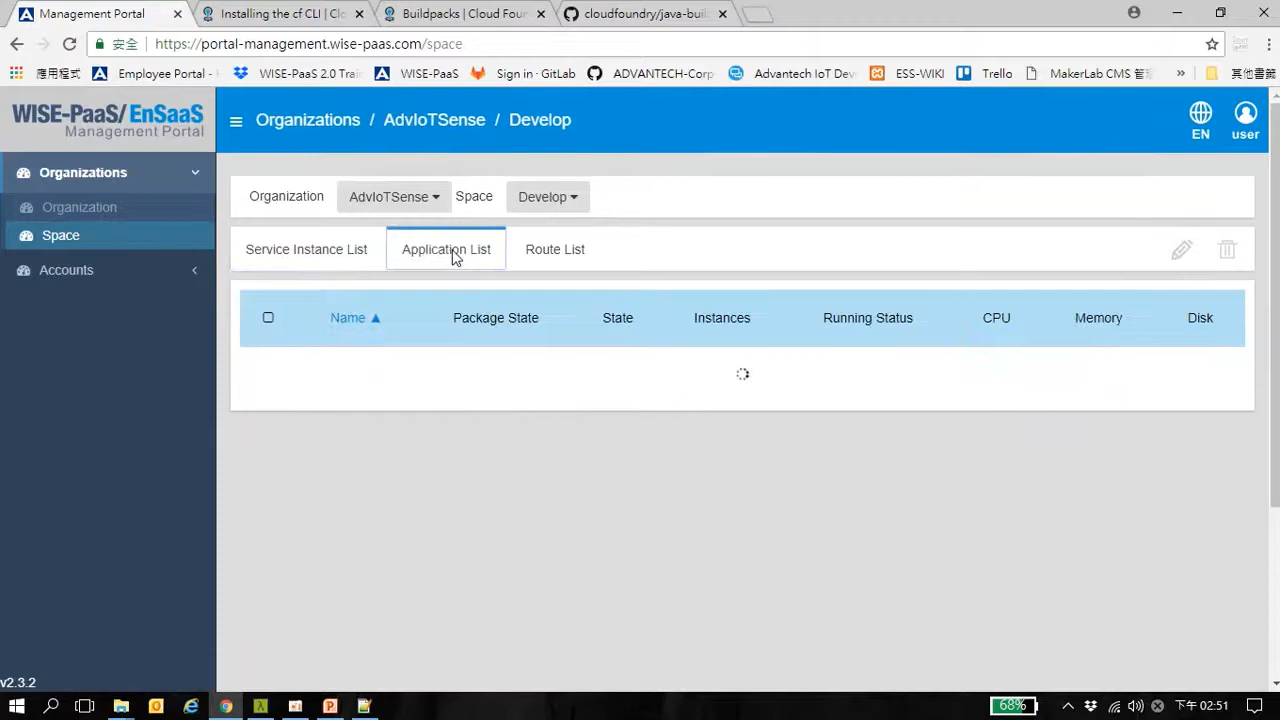 Management Portal
Installing the cf CLI | Clo
Buildpacks | Cloud Foun
cloudfoundry/java-buil
安全
https://portal-management.wise-paas.com/space
應用程式
Employee Portal -
WISE-PaaS 2.0 Trai
WISE-PaaS
Sign in · GitLab
ADVANTECH-Corp
Advantech IoT Dev
ESS-WIKI
Trello
MakerLab CMS 管理
»
其他書籤
WISE-PaaS/ EnSaaS
Management Portal
Organizations / AdvIoTSense / Develop
EN
user
Organizations
Organization
Space
Accounts
Organization AdvIoTSense Space Develop
Service Instance List Application List Route List
Name ▲ Package State State Instances Running Status CPU Memory Disk
v2.3.2
68%
下午 02:51